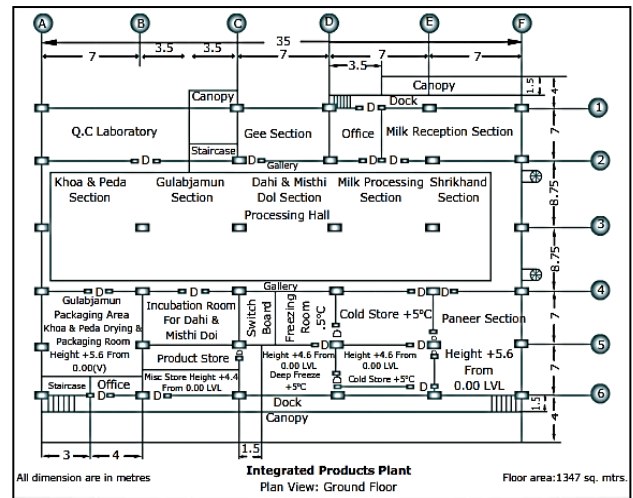 A B C D E F
35
7 3.5 3.5 7 7 7
3.5
Canopy
1.5
4
Canopy
Dock
D
1
Q.C Laboratory
Gee Section
Office
Milk Reception Section
7
Staircase
D D D D
2
Gallery
Khoa & Peda Section
Gulabjamun Section
Dahi & Misthi Dol Section
Milk Processing Section
Shrikhand Section
8.75
Processing Hall
3
8.75
Gallery
D D D D
4
Gulabjamun
Packaging Area
Khoa & Peda Drying &
Packaging Room
Height +5.6 From
0.00(V)
Incubation Room
For Dahi &
Misthi Doi
Switch Board
Freezing Room .5°C
D
Cold Store +5°C
Paneer Section
7
Product Store
D
5
Height +4.6 From
0.00 LVL
Deep Freeze
+5°C
Height +4.6 From
0.00 LVL
Cold Store +5°C
Height +5.6
From
0.00 LVL
7
Staircase
Office
Misc Store Height +4.4
From 0.00 LVL
D
D D D D
6
Dock
1.5
Canopy
4
3 4 1.5
All dimension are in metres
Integrated Products Plant
Plan View: Ground Floor
Floor area:1347 sq. mtrs.